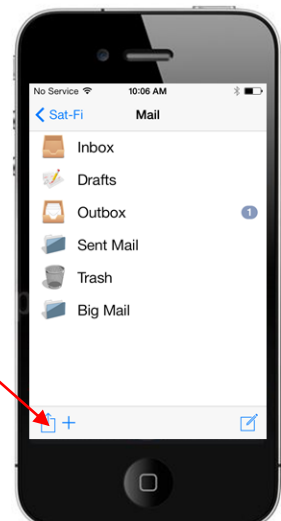 No Service 10:06 AM
Sat-Fi Mail
Inbox
Drafts
Outbox 1
Sent Mail
Trash
Big Mail